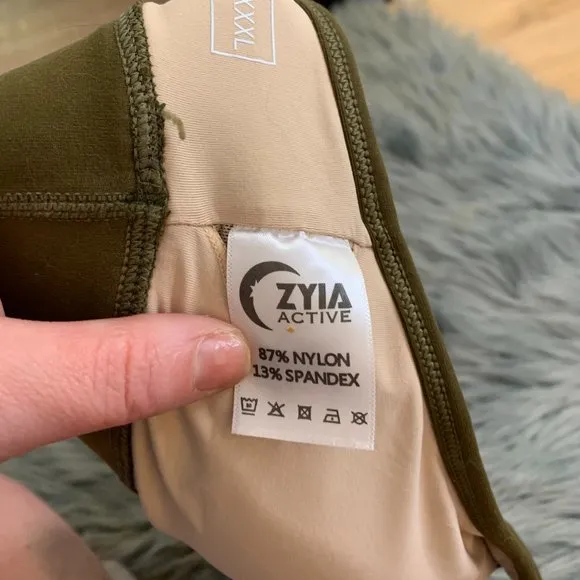 XXXL
ZYIA
ACTIVE
87% NYLON
13% SPANDEX